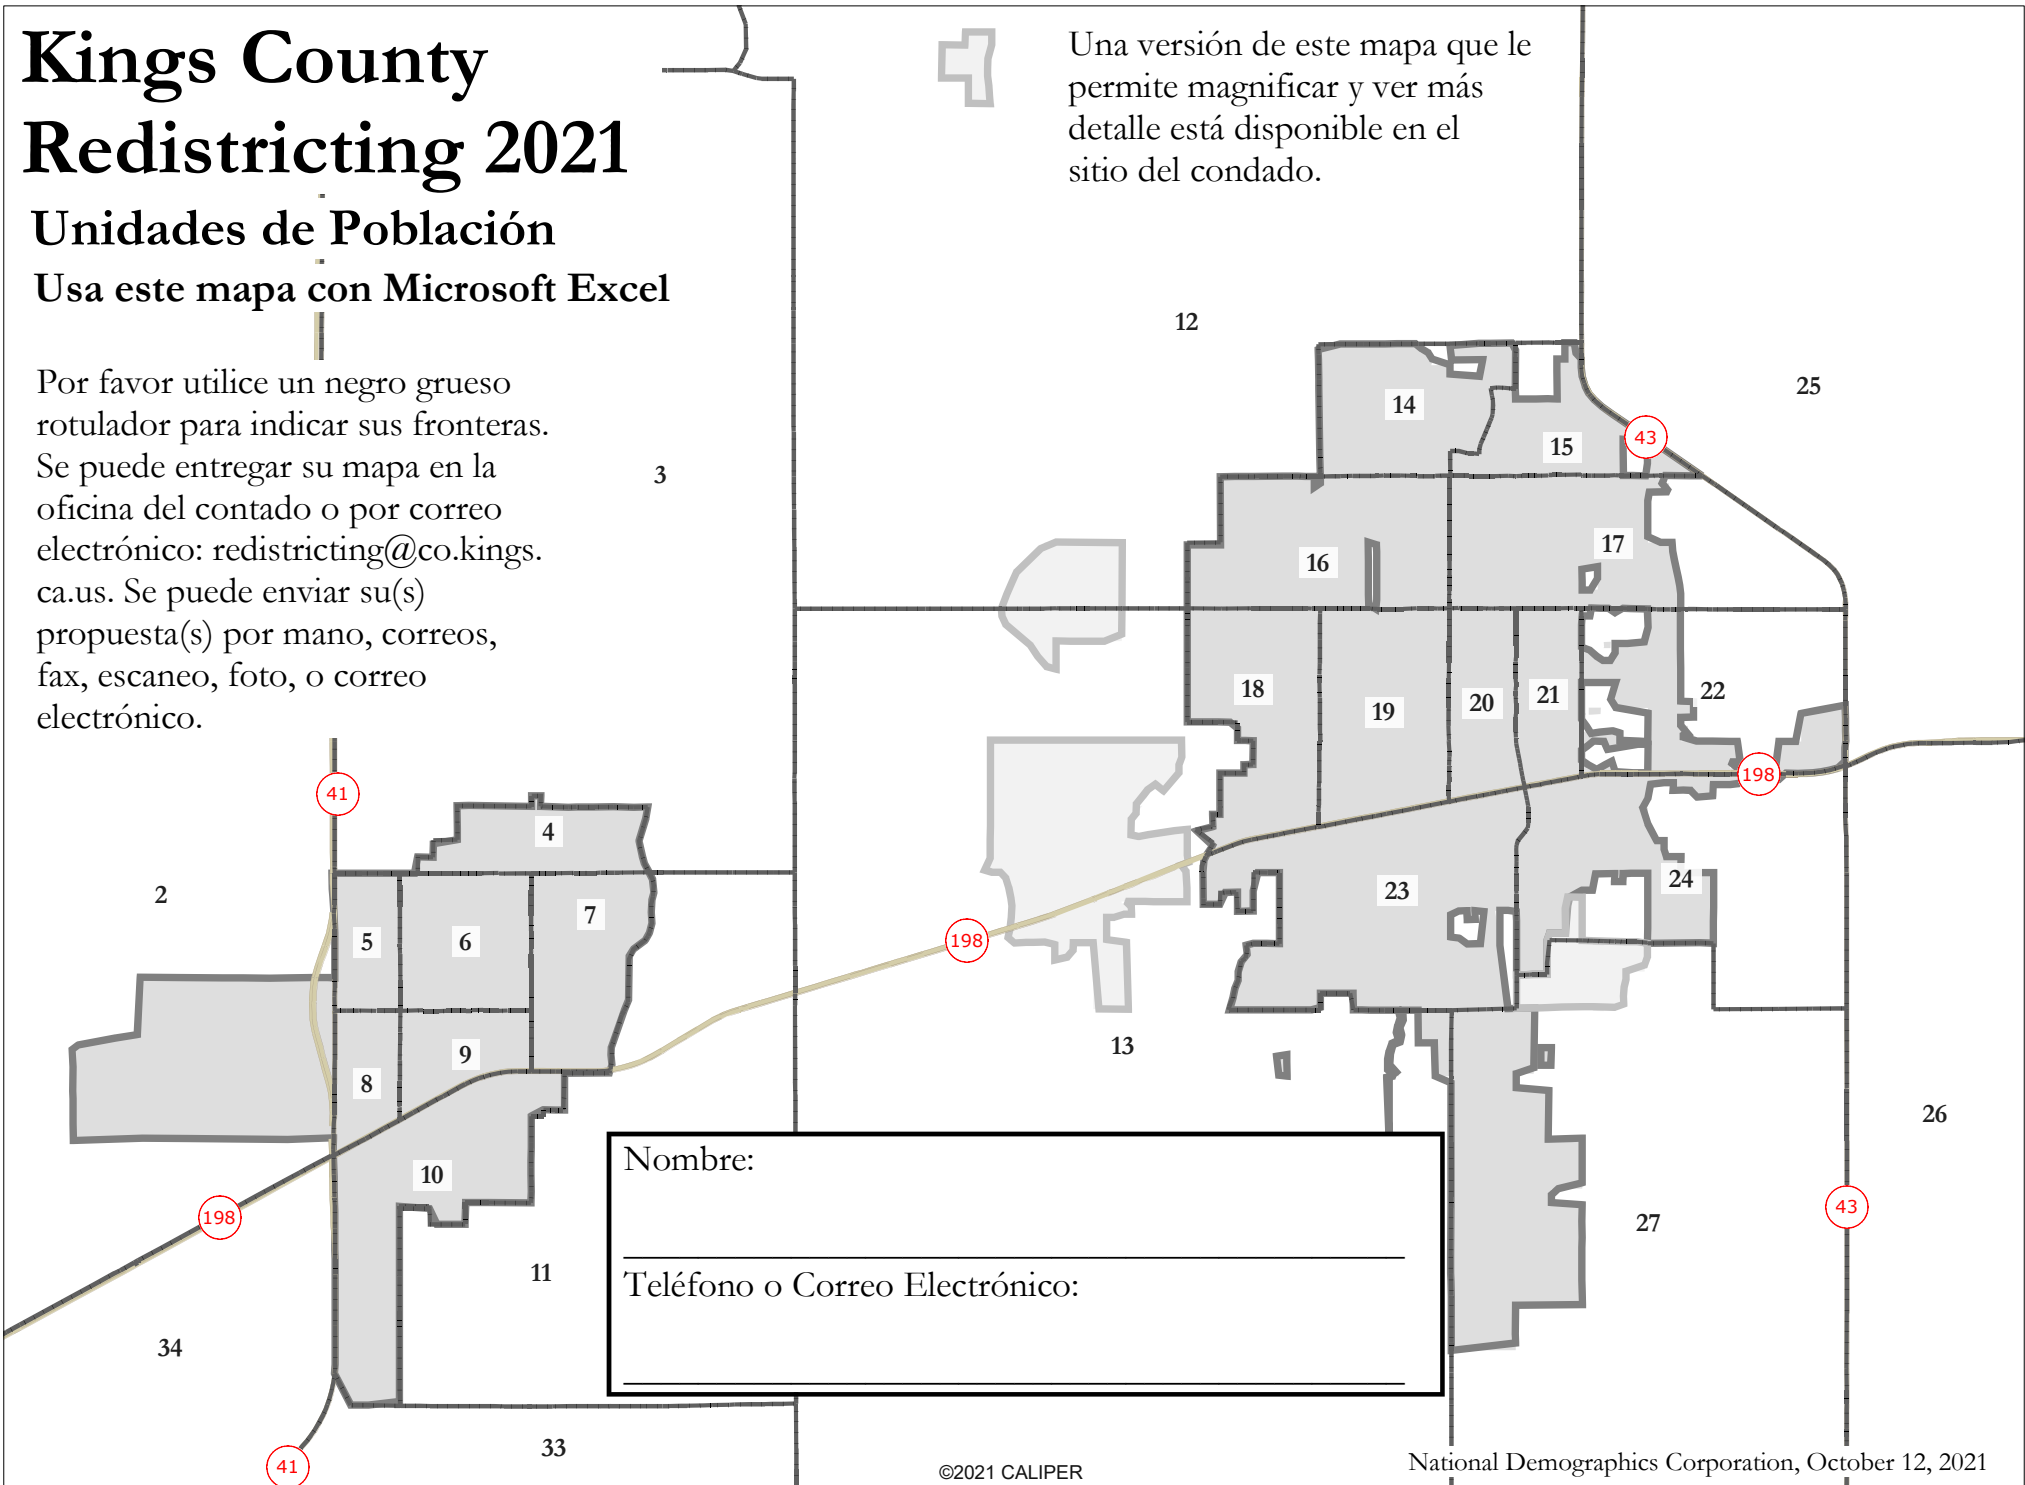 Kings County
Redistricting 2021
Unidades de Población
Usa este mapa con Microsoft Excel
Por favor utilice un negro grueso
rotulador para indicar sus fronteras.
Se puede entregar su mapa en la
oficina del contado o por correo
electrónico: redistricting@co.kings.
ca.us. Se puede enviar su(s)
propuesta(s) por mano, correos,
fax, escaneo, foto, o correo
electrónico.
Una versión de este mapa que le
permite magnificar y ver más
detalle está disponible en el
sitio del condado.
12
25
14
43
15
3
17
16
18
22
21
20
19
198
41
4
2
24
23
7
5
6
198
13
9
8
26
10
198
43
27
11
34
33
41
Nombre:
Teléfono o Correo Electrónico:
©2021 CALIPER
National Demographics Corporation, October 12, 2021